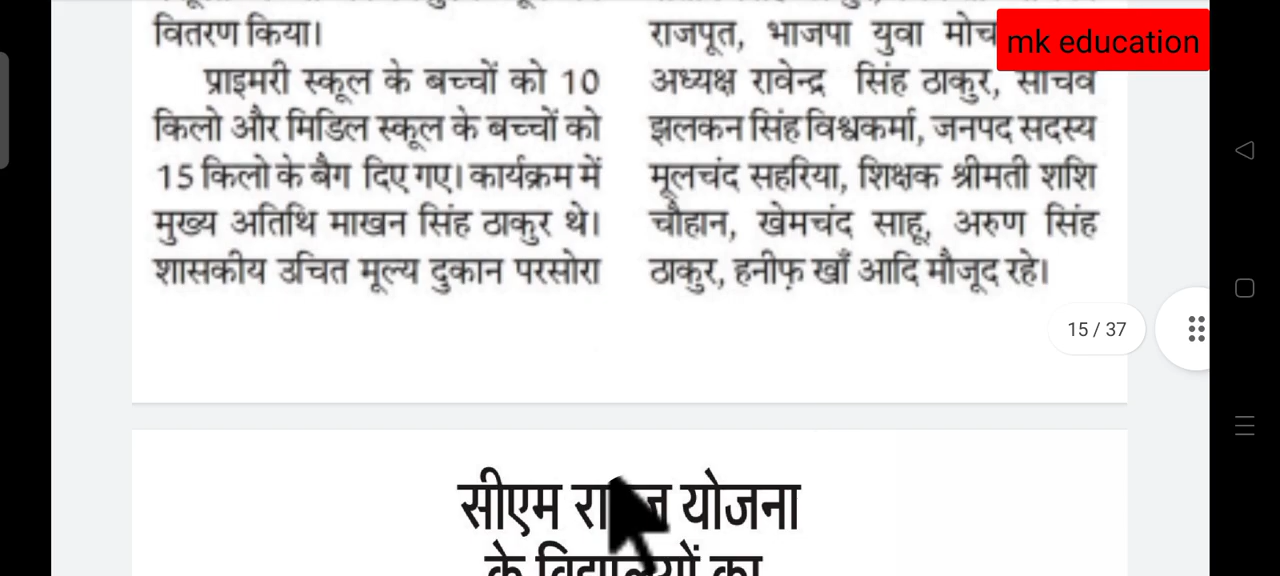 वितरण किया।
प्राइमरी स्कूल के बच्चों को 10
किलो और मिडिल स्कूल के बच्चों को
15 किलो के बैग दिए गए। कार्यक्रम में
मुख्य अतिथि माखन सिंह ठाकुर थे।
शासकीय उचित मूल्य दुकान परसोरा
राजपूत, भाजपा युवा
mk education
अध्यक्ष रावेन्द्र सिंह ठाकुर, सचिव
झलकन सिंह विश्वकर्मा, जनपद सदस्य
मूलचंद सहरिया, शिक्षक श्रीमती शशि
चौहान, खेमचंद साहू, अरुण सिंह
ठाकुर, हनीफ़ खाँ आदि मौजूद रहे।
15 / 37
सीएम योजना
के विद्यालयों का